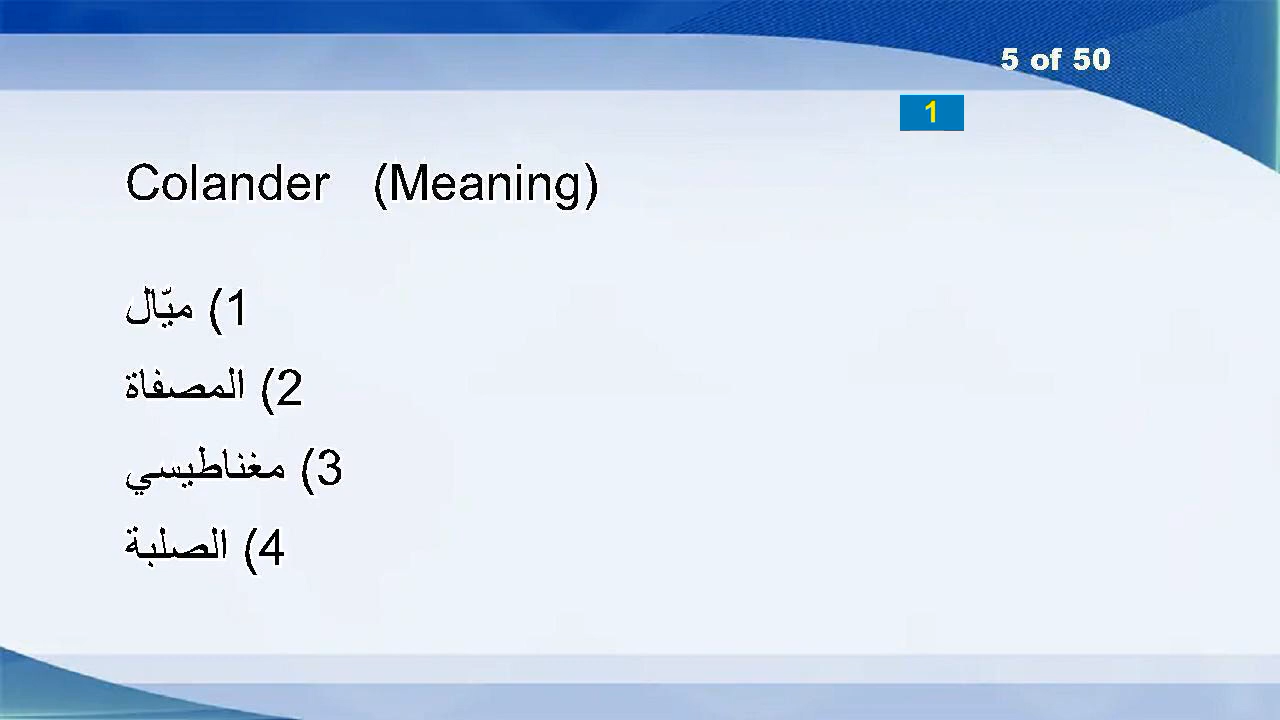 5 of 50
1
Colander (Meaning)
1) ميّال
2) المصفاة
3) مغناطيسي
4) الصلبة